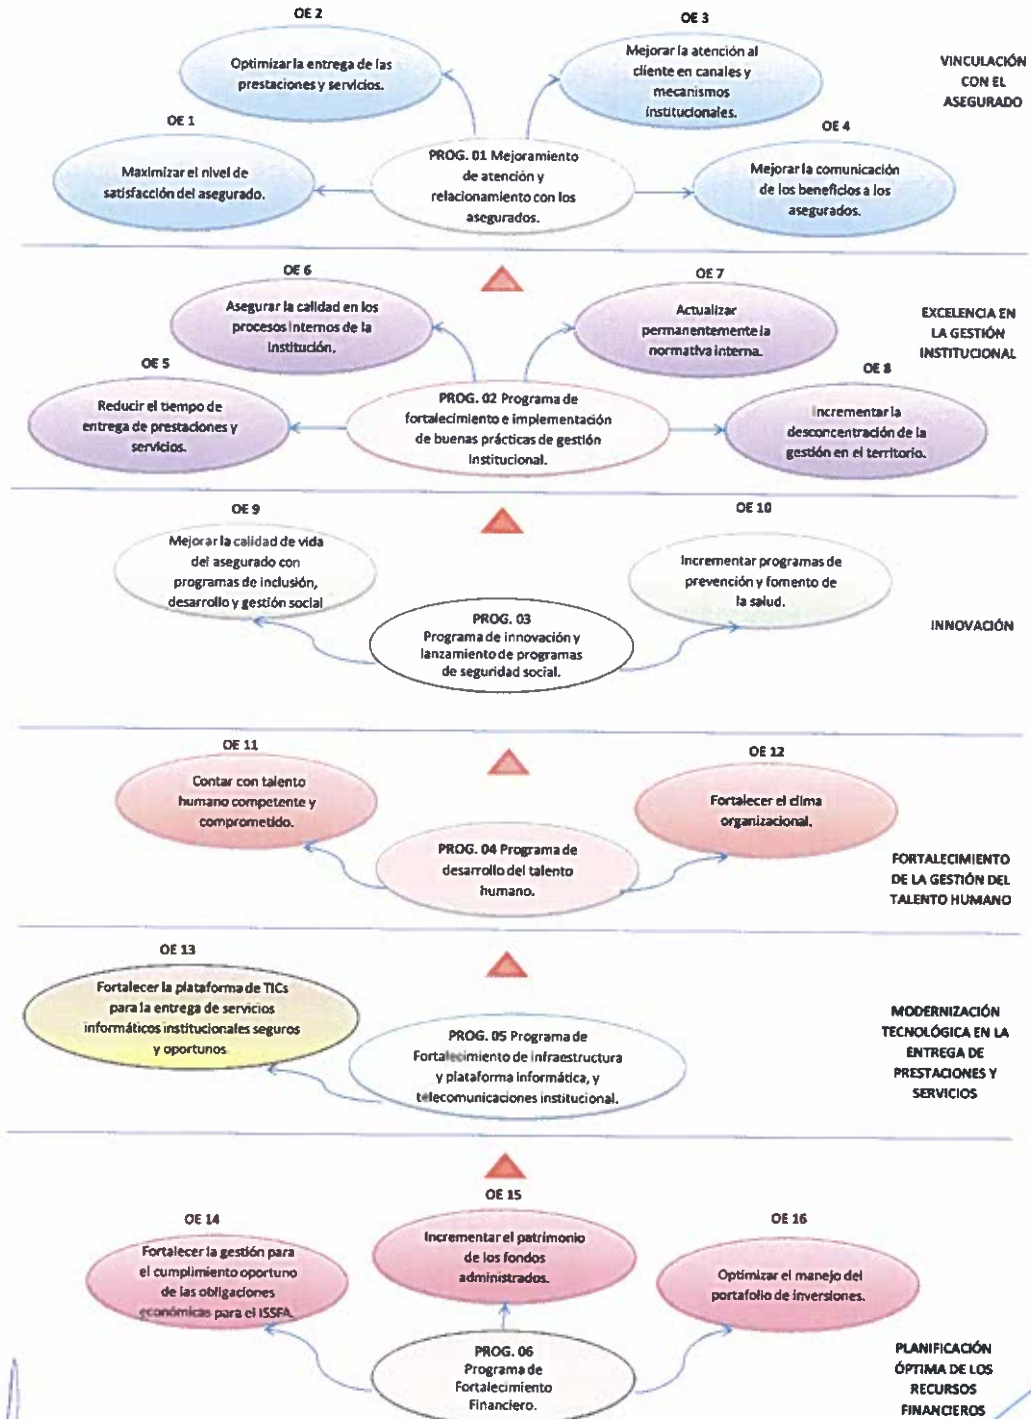 OE 2
OE 3
Optimizar la entrega de las
prestaciones y servicios.
Mejorar la atención al
cliente en canales y
mecanismos
institucionales.
VINCULACIÓN
CON EL
ASEGURADO
OE 1
OE 4
Maximizar el nivel de
satisfacción del asegurado.
PROG. 01 Mejoramiento
de atención y
relacionamiento con los
asegurados.
Mejorar la comunicación
de los beneficios a los
asegurados.
OE 6
OE 7
Asegurar la calidad en los
procesos internos de la
Institución.
Actualizar
permanentemente la
normativa interna.
EXCELENCIA EN
LA GESTIÓN
INSTITUCIONAL
OE 5
OE 8
Reducir el tiempo de
entrega de prestaciones y
servicios.
PROG. 02 Programa de
fortalecimiento e implementación
de buenas prácticas de gestión
Institucional.
Incrementar la
desconcentración de la
gestión en el territorio.
OE 9
OE 10
Mejorar la calidad de vida
del asegurado con
programas de inclusión,
desarrollo y gestión social
Incrementar programas de
prevención y fomento de
la salud.
PROG. 03
Programa de innovación y
lanzamiento de programas
de seguridad social.
INNOVACIÓN
OE 11
OE 12
Contar con talento
humano competente y
comprometido.
Fortalecer el clima
organizacional.
PROG. 04 Programa de
desarrollo del talento
humano.
FORTALECIMIENTO
DE LA GESTIÓN DEL
TALENTO HUMANO
OE 13
Fortalecer la plataforma de TICs
para la entrega de servicios
informáticos institucionales seguros
y oportunos
PROG. 05 Programa de
Fortalecimiento de infraestructura
y plataforma informática, y
telecomunicaciones institucional.
MODERNIZACIÓN
TECNOLÓGICA EN LA
ENTREGA DE
PRESTACIONES Y
SERVICIOS
OE 15
OE 14
OE 16
Fortalecer la gestión para
el cumplimiento oportuno
de las obligaciones
económicas para el ISSFA.
Incrementar el patrimonio
de los fondos
administrados.
Optimizar el manejo del
portafolio de inversiones.
PROG. 06
Programa de
Fortalecimiento
Financiero.
PLANIFICACIÓN
ÓPTIMA DE LOS
RECURSOS
FINANCIEROS